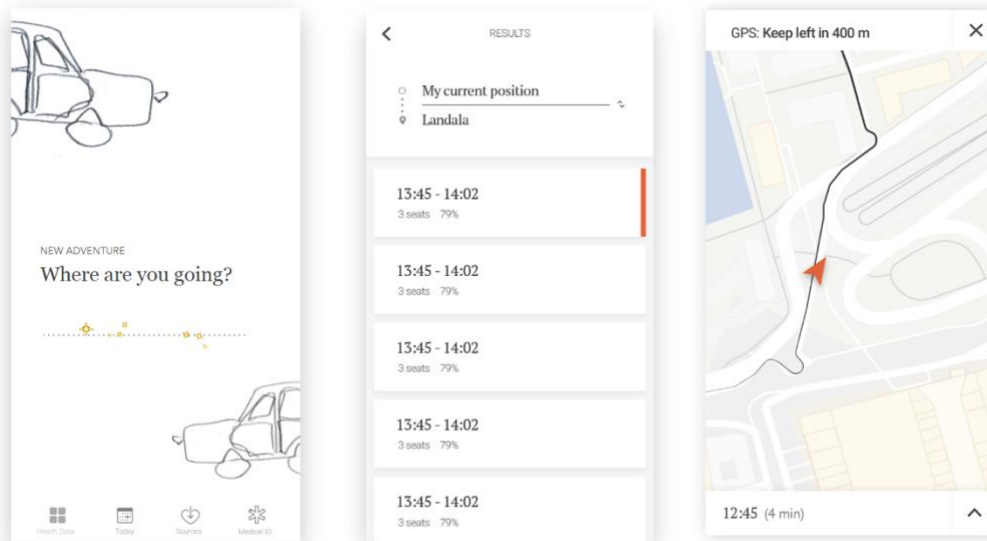 NEW ADVENTURE
Where are you going?
Health Data
Today
Sources
Medical ID
RESULTS
My current position
Landala
13:45 - 14:02
3 seats 79%
13:45 - 14:02
3 seats 79%
13:45 - 14:02
3 seats 79%
13:45 - 14:02
3 seats 79%
13:45 - 14:02
3 seats 79%
GPS: Keep left in 400 m
12:45 (4 min)